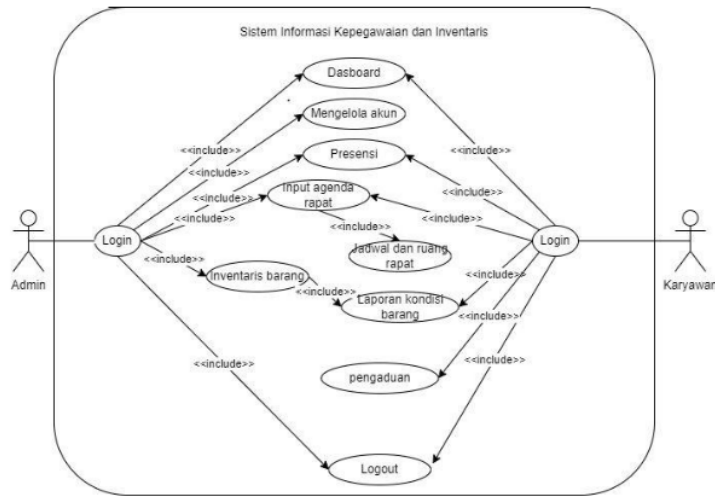 Sistem Informasi Kepegawaian dan Inventaris
Dasboard
Mengelola akun
<<include>>
<<include>>
<<include>>
Presensi
<<include>>
Input agenda
rapat
<<include>>
<<include>>
<<include>>
<<include>>
Admin
Login
<<include>>
Jadwal dan ruang
rapat
Login
Karyawan
Inventaris barang
<<include>>
<<include>>
Laporan kondisi
barang
<<include>>
<<include>>
<<include>>
pengaduan
Logout